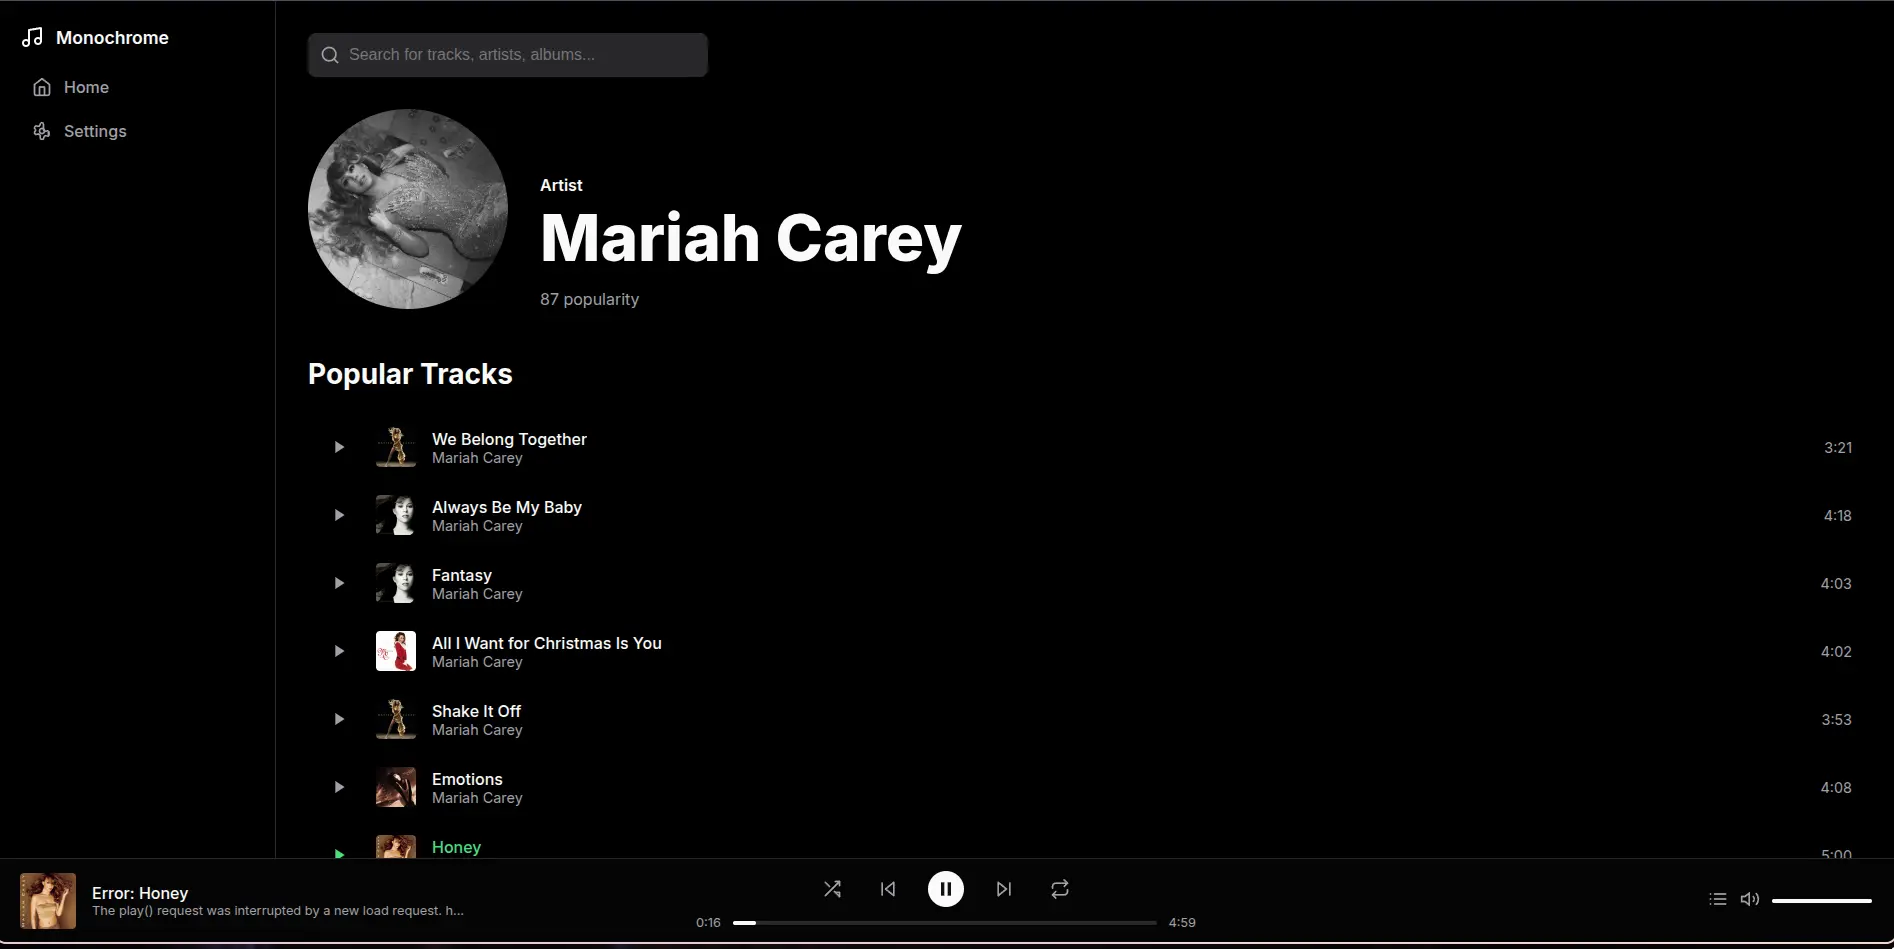 Monochrome
Home
Settings
Search for tracks, artists, albums...
Artist
Mariah Carey
87 popularity
Popular Tracks
We Belong Together
Mariah Carey
3:21
Always Be My Baby
Mariah Carey
4:18
Fantasy
Mariah Carey
4:03
All I Want for Christmas Is You
Mariah Carey
4:02
Shake It Off
Mariah Carey
3:53
Emotions
Mariah Carey
4:08
Honey
5:00
Error: Honey
The play() request was interrupted by a new load request. h...
0:16
4:59